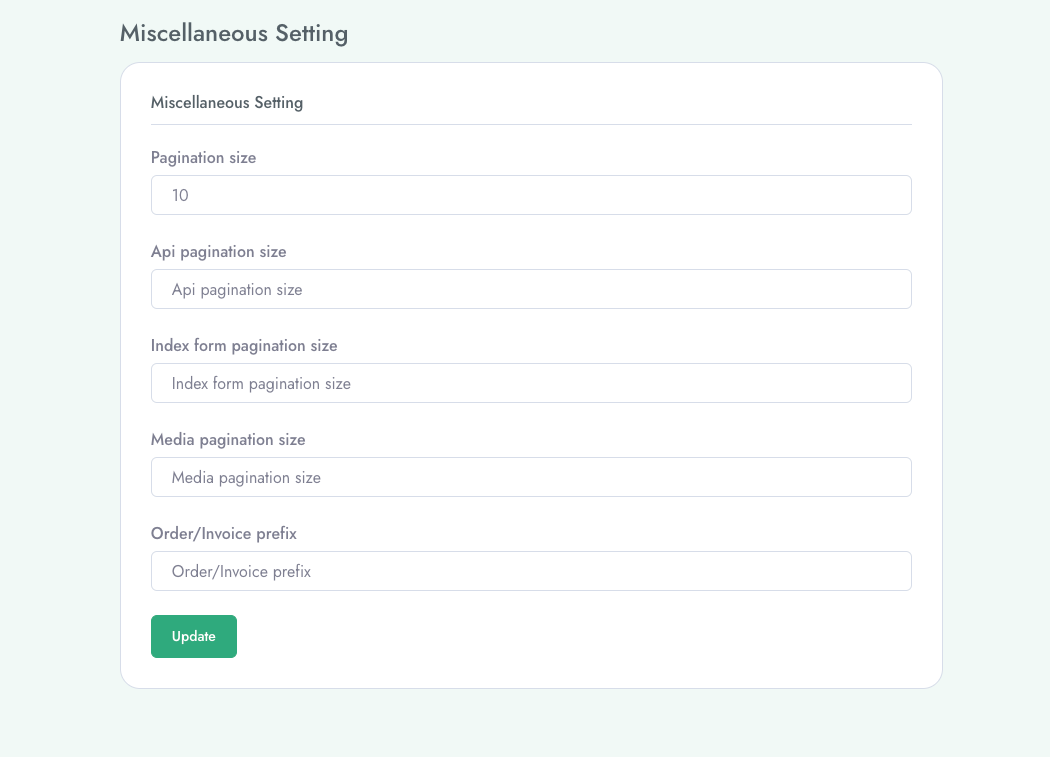 Miscellaneous Setting
Miscellaneous Setting
Pagination size
10
Api pagination size
Api pagination size
Index form pagination size
Index form pagination size
Media pagination size
Media pagination size
Order/Invoice prefix
Order/Invoice prefix
Update